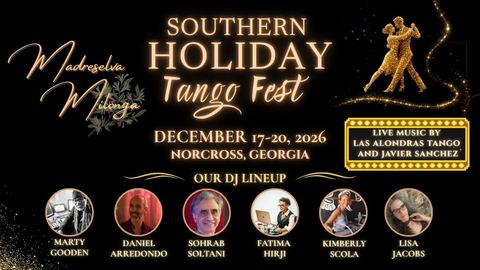 Madreselva
Milonga
SOUTHERN
HOLIDAY
Tango Fest
DECEMBER 17-20, 2026
NORCROSS, GEORGIA
LIVE MUSIC BY
LAS ALONDRAS TANGO
AND JAVIER SANCHEZ
OUR DJ LINEUP
MARTY
GOODEN
DANIEL
ARREDONDO
SOHRAB
SOLTANI
FATIMA
HIRJI
KIMBERLY
SCOLA
LISA
JACOBS